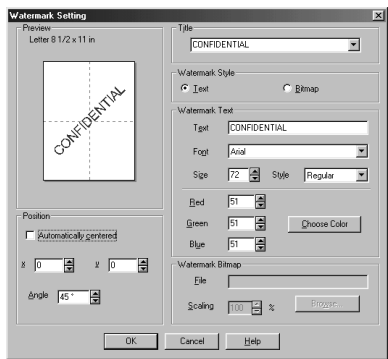 Watermark Setting
Preview
Letter 8 1/2 x 11 in
CONFIDENTIAL
Position
Automatically centered
x 0 y 0
Angle 45 °
Title
CONFIDENTIAL
Watermark Style
Text Bitmap
Watermark Text
Text CONFIDENTIAL
Font Arial
Size 72 Style Regular
Red 51
Green 51 Choose Color
Blue 51
Watermark Bitmap
File
Scaling 100 % Browse...
OK Cancel Help